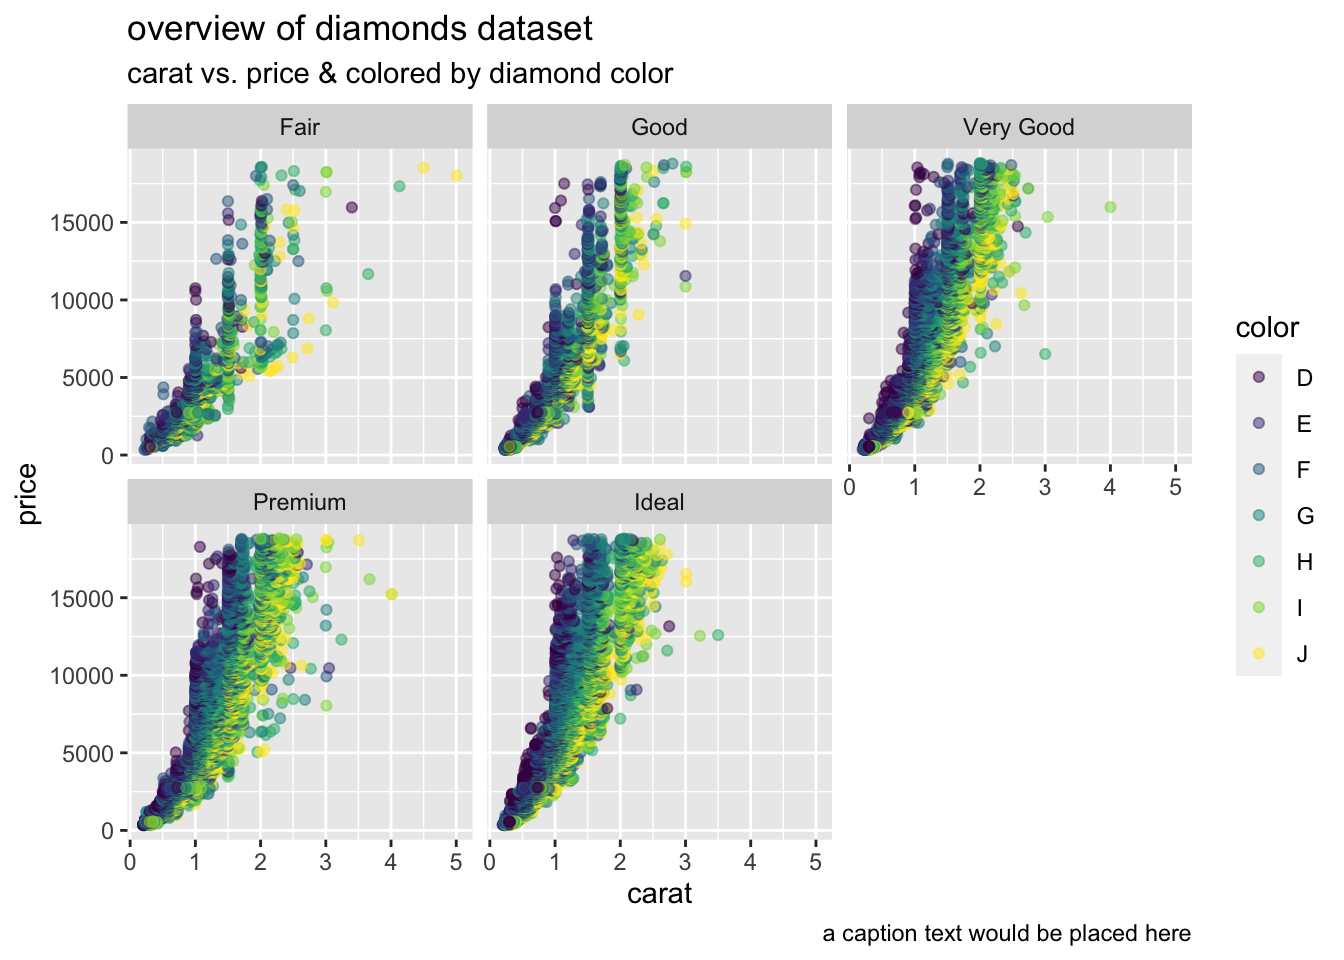 overview of diamonds dataset
carat vs. price & colored by diamond color
Fair
Good
Very Good
15000
10000
5000
0
0 1 2 3 4 5
price
Premium
Ideal
15000
10000
5000
0
0 1 2 3 4 5
0 1 2 3 4 5
carat
color
D
E
F
G
H
I
J
a caption text would be placed here